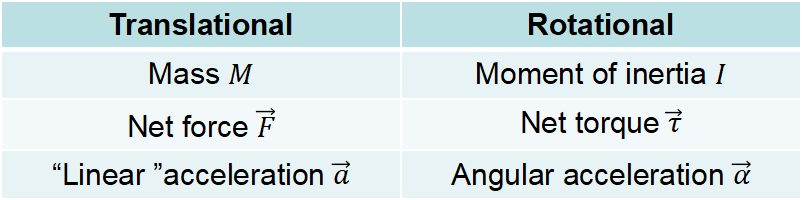 Translational Rotational
Mass M Moment of inertia I
Net force F⃗ Net torque τ⃗
“Linear ”acceleration a⃗ Angular acceleration α⃗